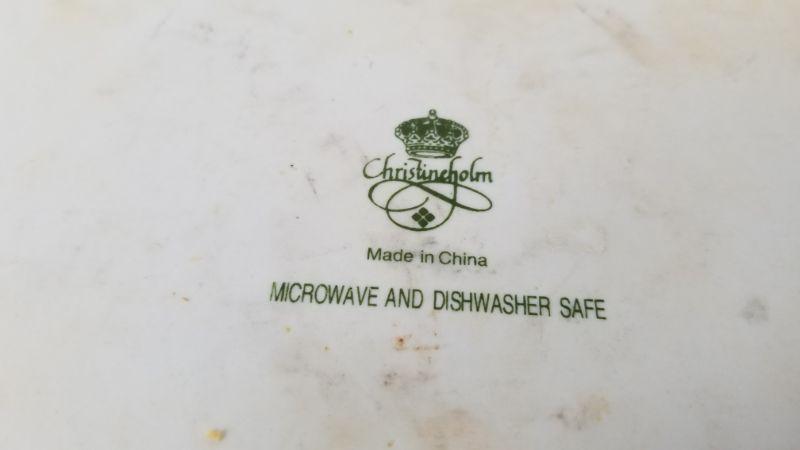 Christineholm
Made in China
MICROWAVE AND DISHWASHER SAFE